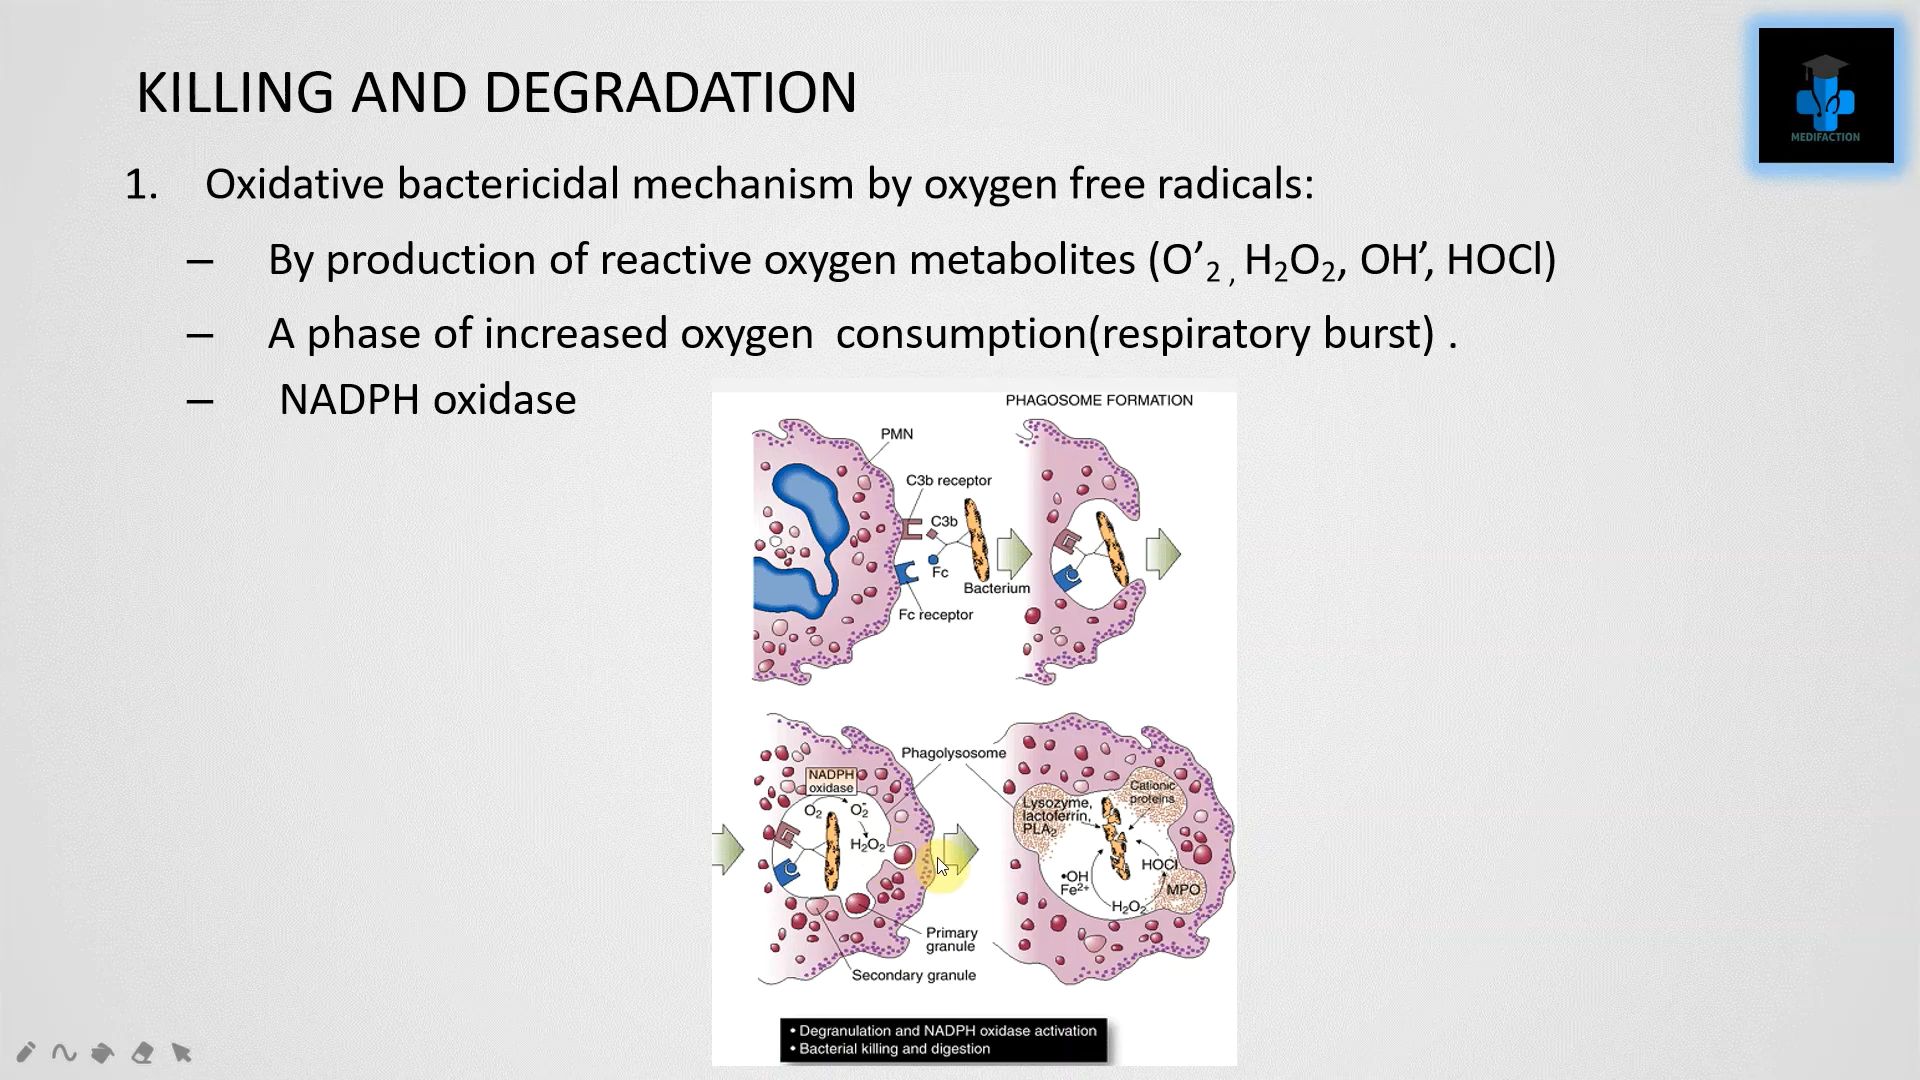 KILLING AND DEGRADATION
MEDIFACTION
1. Oxidative bactericidal mechanism by oxygen free radicals:
– By production of reactive oxygen metabolites (O’₂ , H₂O₂, OH’, HOCl)
– A phase of increased oxygen consumption(respiratory burst) .
– NADPH oxidase
PHAGOSOME FORMATION
PMN
C3b receptor
C3b
Fc
Bacterium
Fc receptor
Phagolysosome
NADPH
oxidase
O₂ O₂⁻
H₂O₂
Primary
granule
Secondary granule
Lysozyme,
lactoferrin,
PLA₂
Cationic
proteins
HOCl
•OH
Fe²⁺
MPO
H₂O₂
• Degranulation and NADPH oxidase activation
• Bacterial killing and digestion